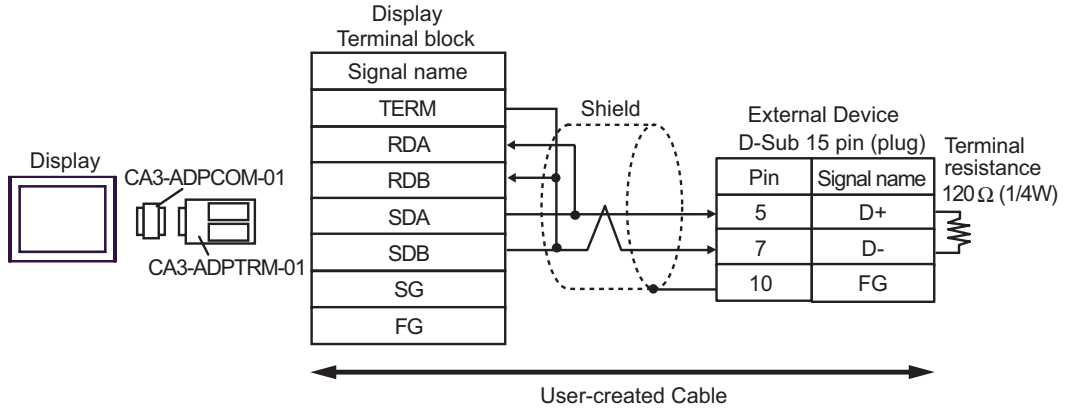 Display
Terminal block
Signal name
TERM
RDA
RDB
SDA
SDB
SG
FG
Shield
Display
CA3-ADPCOM-01
CA3-ADPTRM-01
External Device
D-Sub 15 pin (plug)
Pin Signal name
5 D+
7 D-
10 FG
Terminal
resistance
120Ω (1/4W)
User-created Cable